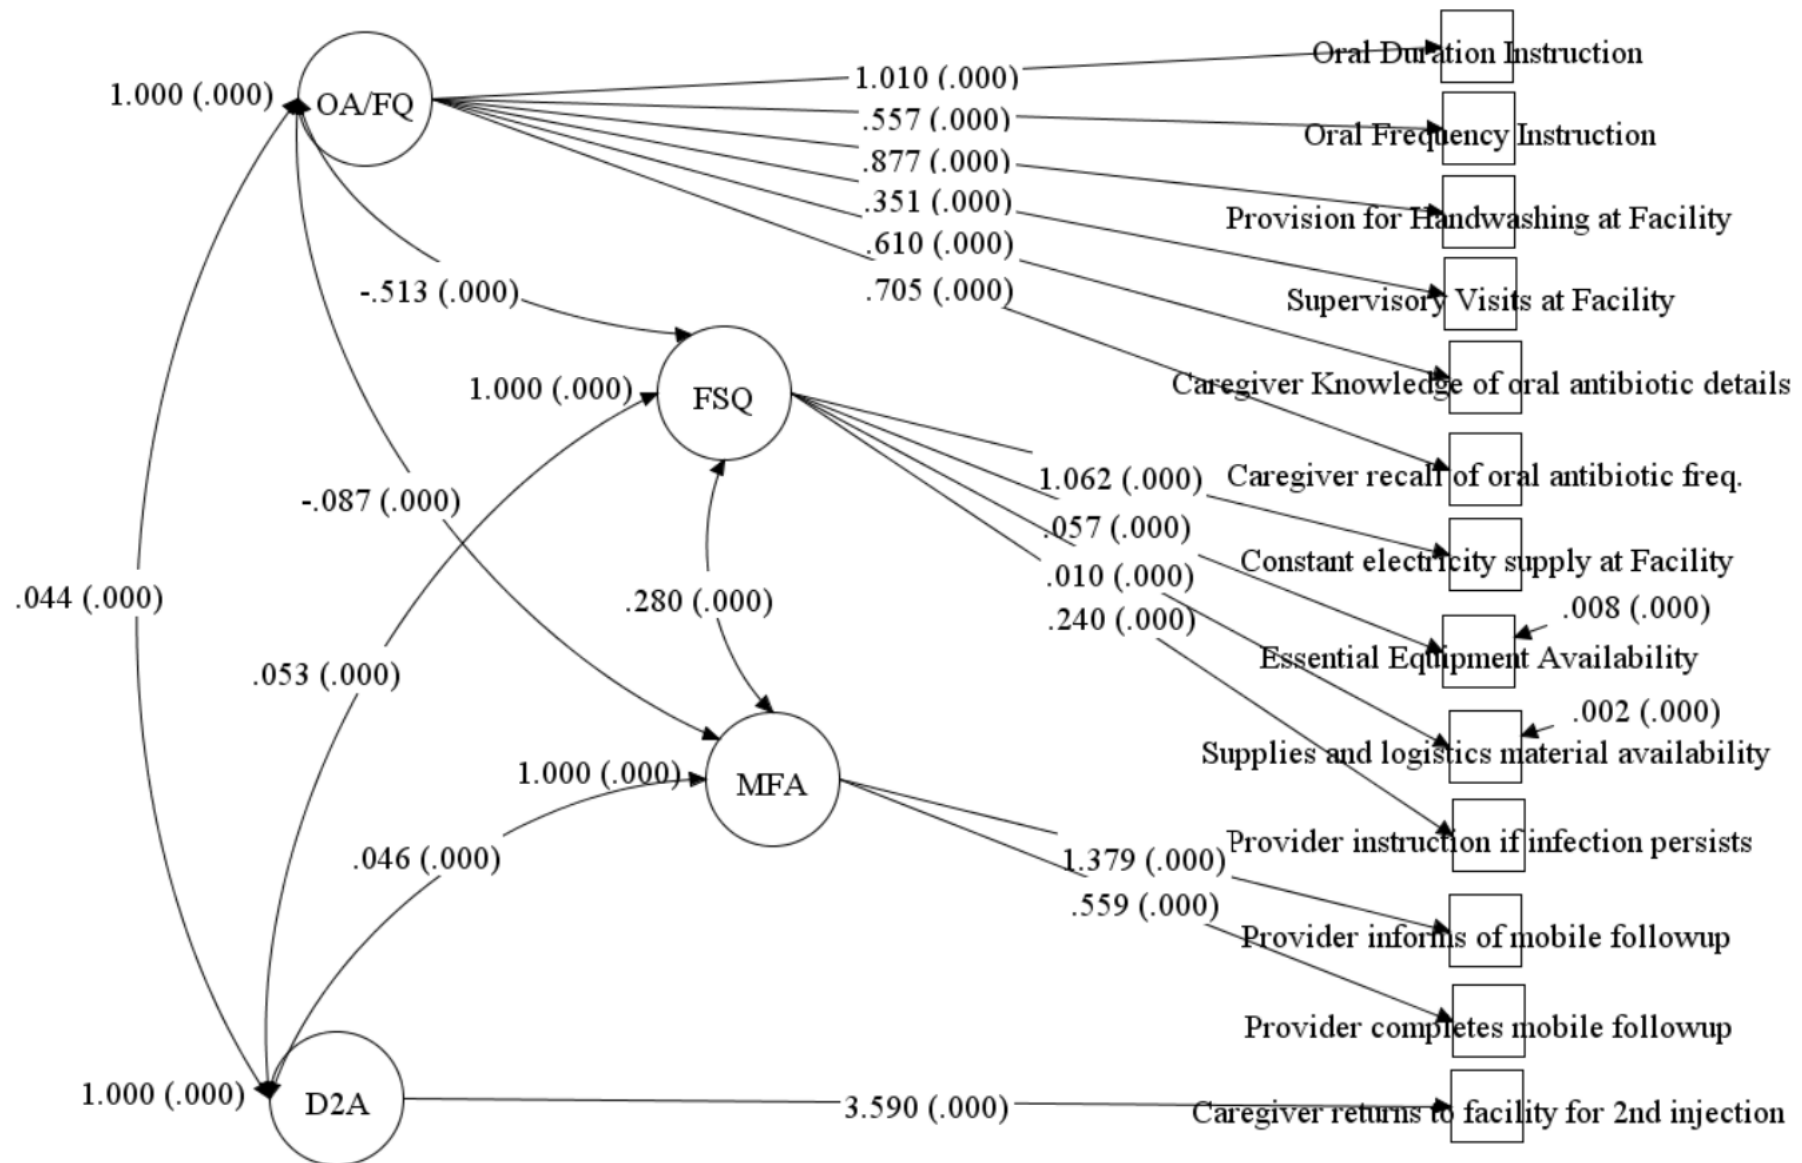 Oral Duration Instruction
1.010 (.000)
1.000 (.000)
OA/FQ
.557 (.000)
Oral Frequency Instruction
.877 (.000)
.351 (.000)
Provision for Handwashing at Facility
.610 (.000)
-.513 (.000)
.705 (.000)
Supervisory Visits at Facility
1.000 (.000)
FSQ
Caregiver Knowledge of oral antibiotic details
1.062 (.000)
Caregiver recall of oral antibiotic freq.
-.087 (.000)
.057 (.000)
Constant electricity supply at Facility
.010 (.000)
.044 (.000)
.280 (.000)
.240 (.000)
.008 (.000)
Essential Equipment Availability
.053 (.000)
.002 (.000)
Supplies and logistics material availability
1.000 (.000)
MFA
Provider instruction if infection persists
.046 (.000)
1.379 (.000)
.559 (.000)
Provider informs of mobile followup
Provider completes mobile followup
1.000 (.000)
D2A
3.590 (.000)
Caregiver returns to facility for 2nd injection